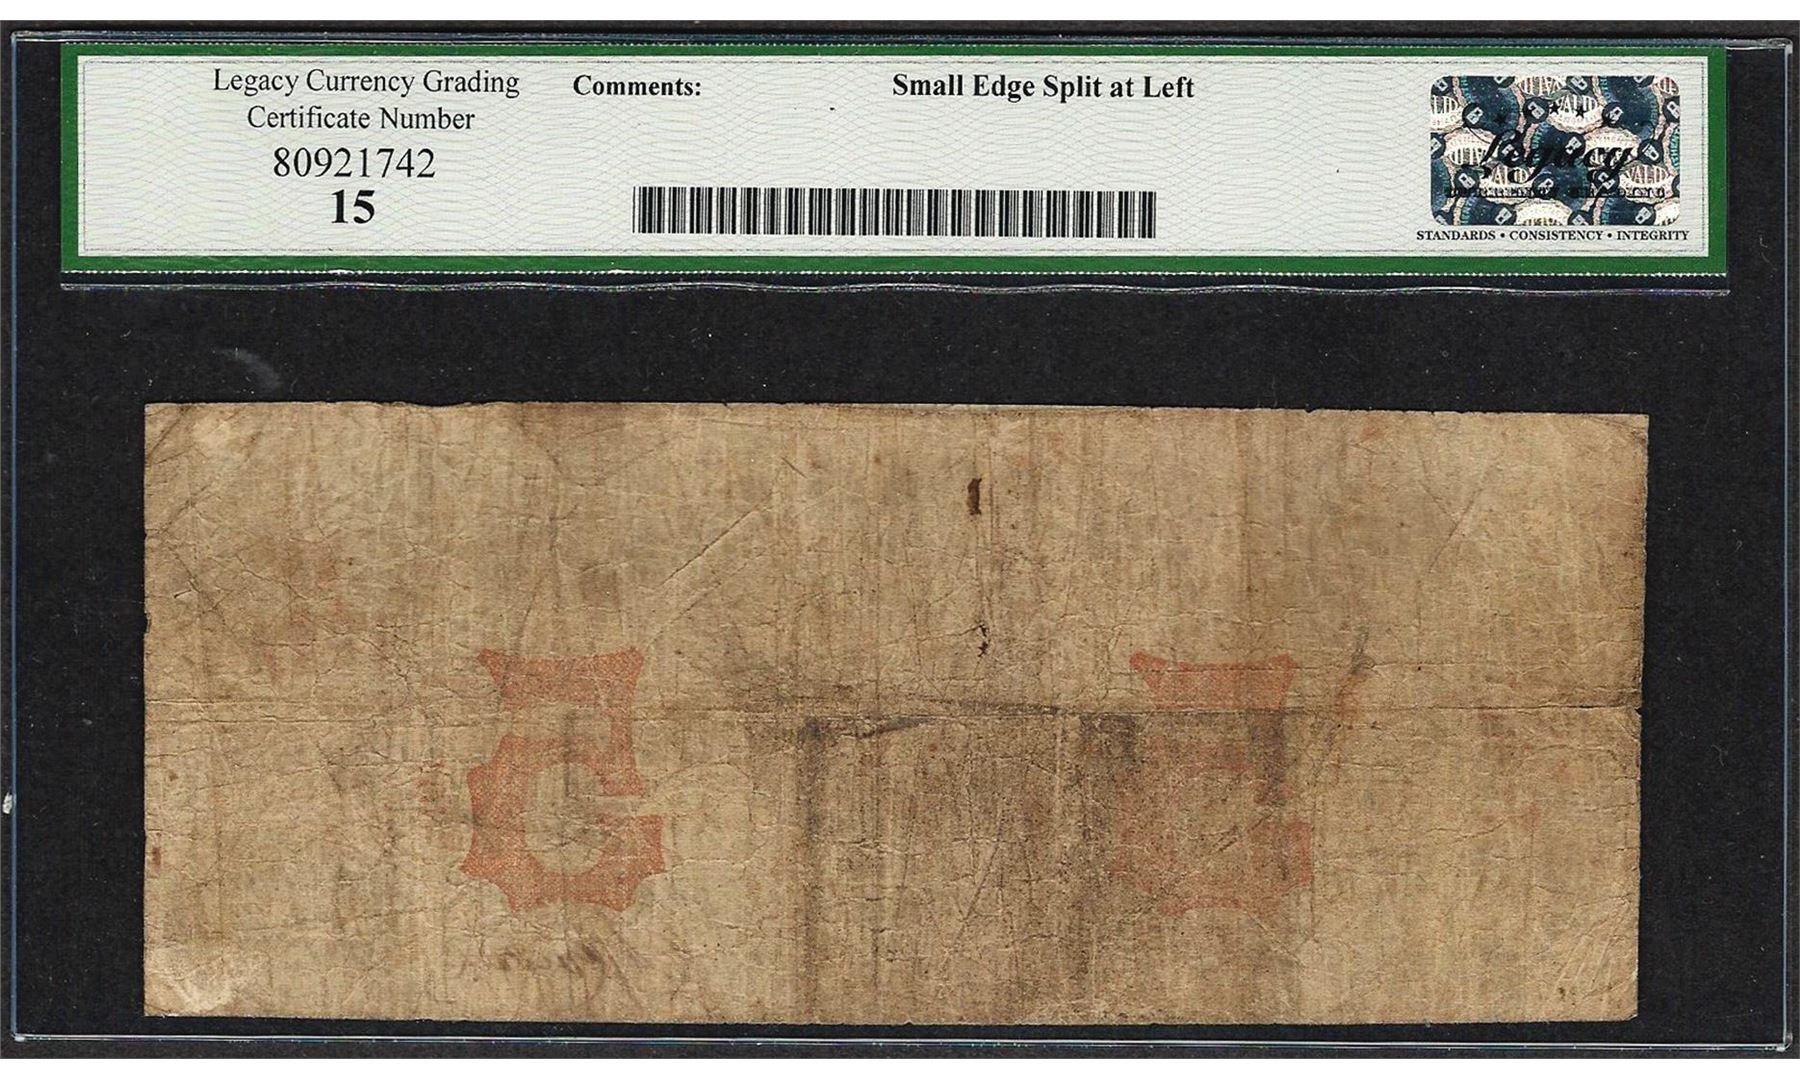 Legacy Currency Grading
Certificate Number
80921742
15
Comments: Small Edge Split at Left
Legacy
STANDARDS • CONSISTENCY • INTEGRITY